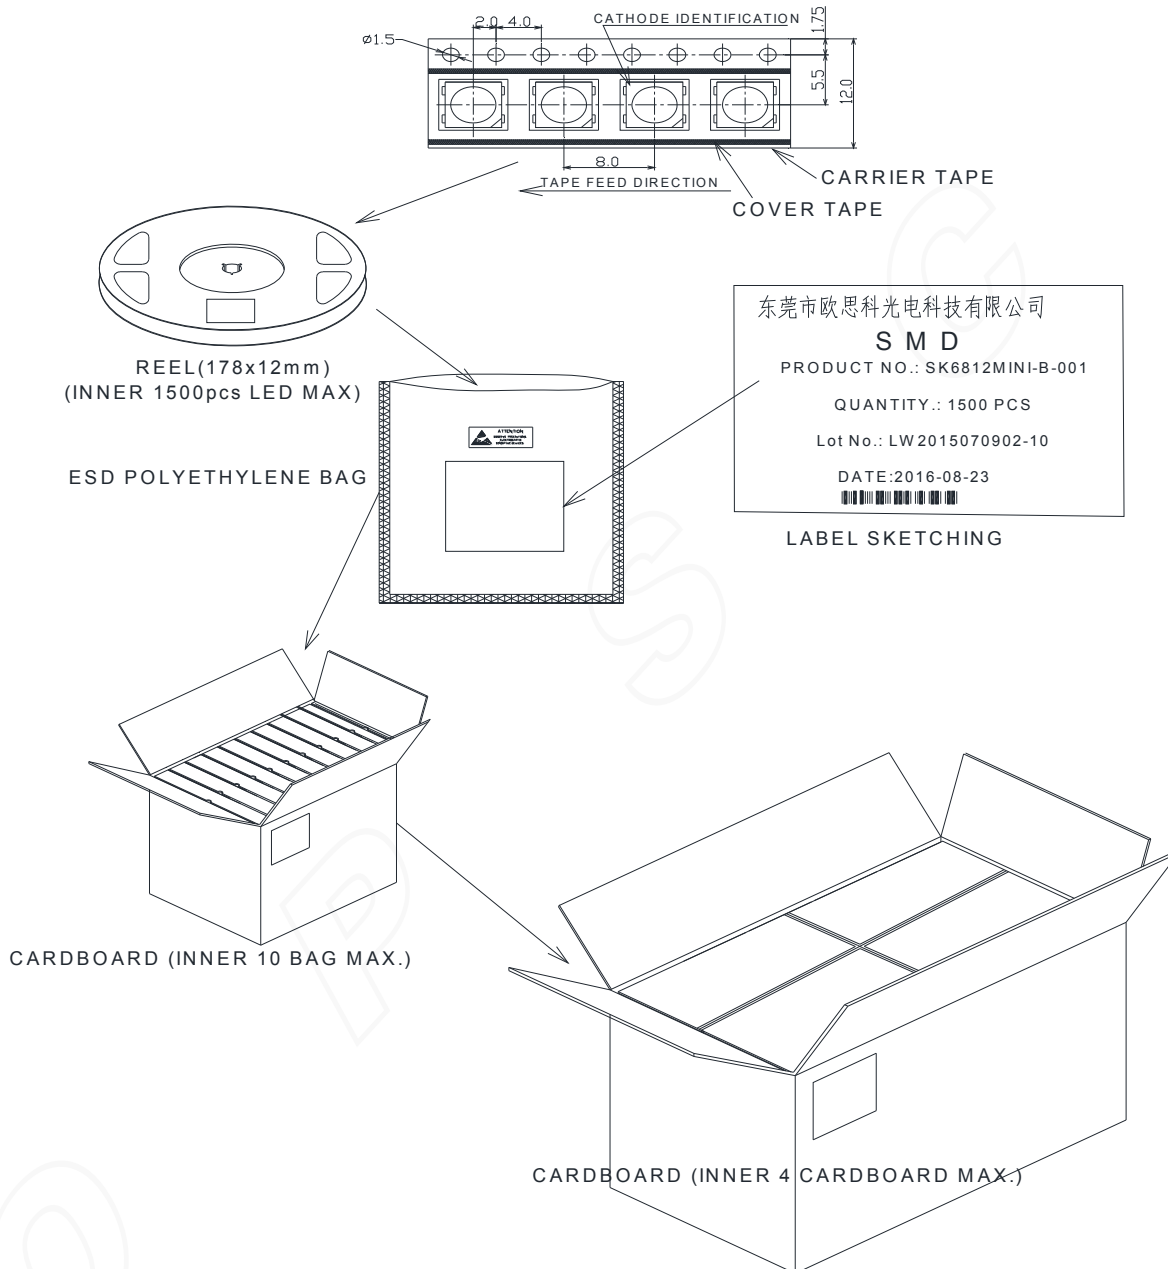 2.0
4.0
CATHODE IDENTIFICATION
1.75
ø1.5
5.5
12.0
8.0
TAPE FEED DIRECTION
CARRIER TAPE
COVER TAPE
REEL(178x12mm)
(INNER 1500pcs LED MAX)
东莞市欧思科光电科技有限公司
SMD
PRODUCT NO.: SK6812MINI-B-001
QUANTITY.: 1500 PCS
Lot No.: LW2015070902-10
DATE:2016-08-23
LABEL SKETCHING
ATTENTION
ESD POLYETHYLENE BAG
CARDBOARD (INNER 10 BAG MAX.)
CARDBOARD (INNER 4 CARDBOARD MAX.)
O P S C